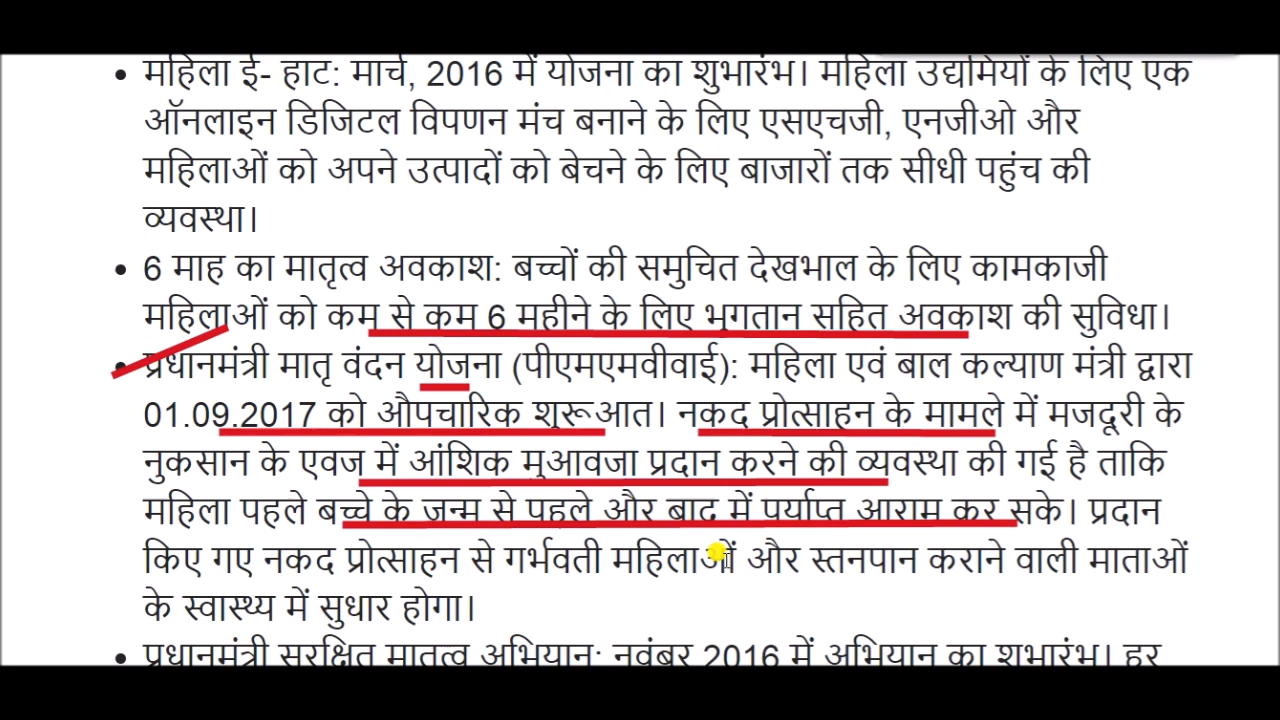 महिला ई- हाट: मार्च, 2016 में योजना का शुभारंभ। महिला उद्यमियों के लिए एक
ऑनलाइन डिजिटल विपणन मंच बनाने के लिए एसएचजी, एनजीओ और
महिलाओं को अपने उत्पादों को बेचने के लिए बाजारों तक सीधी पहुंच की
व्यवस्था।
6 माह का मातृत्व अवकाश: बच्चों की समुचित देखभाल के लिए कामकाजी
महिलाओं को कम से कम 6 महीने के लिए भुगतान सहित अवकाश की सुविधा।
प्रधानमंत्री मातृ वंदन योजना (पीएमएमवीवाई): महिला एवं बाल कल्याण मंत्री द्वारा
01.09.2017 को औपचारिक शुरूआत। नकद प्रोत्साहन के मामले में मजदूरी के
नुकसान के एवज में आंशिक मुआवजा प्रदान करने की व्यवस्था की गई है ताकि
महिला पहले बच्चे के जन्म से पहले और बाद में पर्याप्त आराम कर सके। प्रदान
किए गए नकद प्रोत्साहन से गर्भवती महिलाओं और स्तनपान कराने वाली माताओं
के स्वास्थ्य में सुधार होगा।
प्रधानमंत्री सुरक्षित मातृत्व अभियान: नवंबर 2016 में अभियान का शुभारंभ। हर